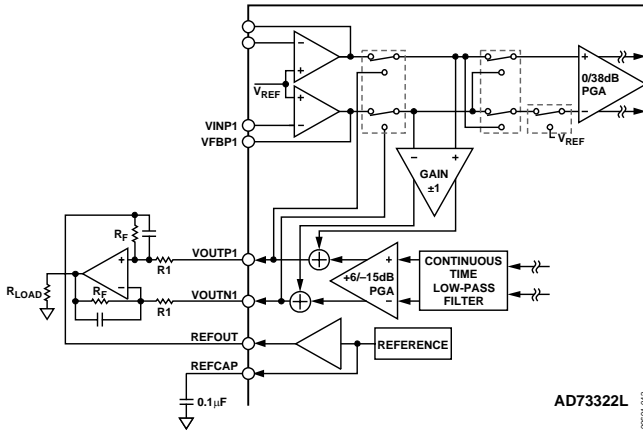 V_REF
VINP1
VFBP1
0/38dB
PGA
V_REF
GAIN
±1
R_F
R1
VOUTP1
+6/–15dB
PGA
CONTINUOUS
TIME
LOW-PASS
FILTER
R_LOAD
R_F
R1
VOUTN1
REFOUT
REFERENCE
REFCAP
0.1µF
AD73322L